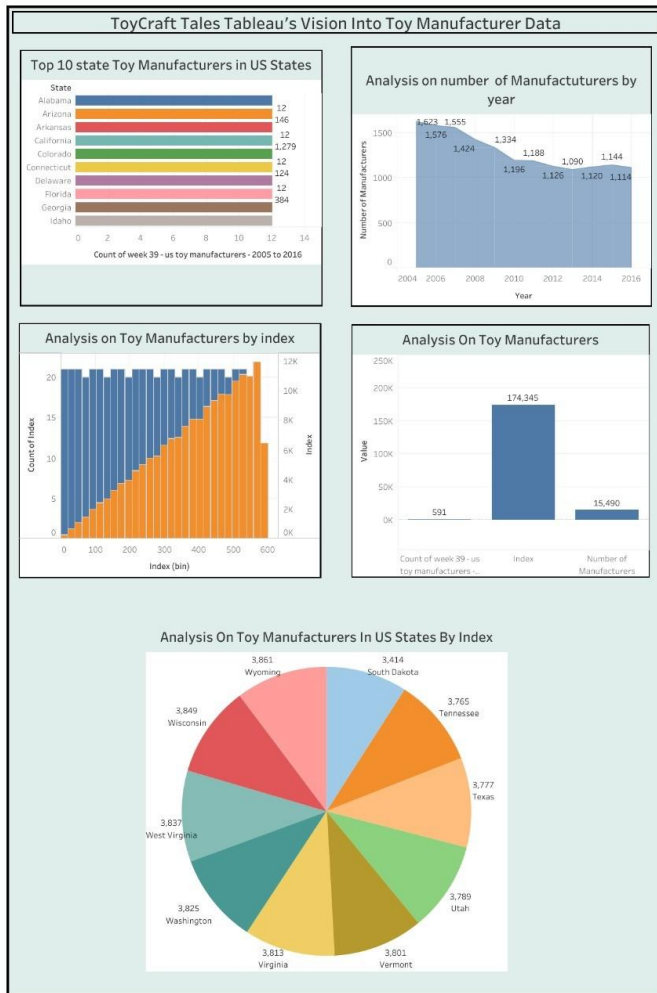 ToyCraft Tales Tableau's Vision Into Toy Manufacturer Data
Top 10 state Toy Manufacturers in US States
State
Alabama
Arizona
Arkansas
California
Colorado
Connecticut
Delaware
Florida
Georgia
Idaho
12
146
12
1,279
12
124
12
384
0 2 4 6 8 10 12 14
Count of week 39 - us toy manufacturers - 2005 to 2016
Analysis on number of Manufactuturers by
year
Number of Manufacturers
1500
1000
500
0
1,623
1,576
1,555
1,424
1,334
1,196
1,188
1,126
1,090
1,120
1,144
1,114
2004 2006 2008 2010 2012 2014 2016
Year
Analysis on Toy Manufacturers by index
Count of Index
20
15
10
5
0
12K
10K
8K
6K
4K
2K
0K
Index
0 100 200 300 400 500 600
Index (bin)
Analysis On Toy Manufacturers
Value
250K
200K
150K
100K
50K
0K
591
174,345
15,490
Count of week 39 - us
toy manufacturers -..
Index
Number of
Manufacturers
Analysis On Toy Manufacturers In US States By Index
3,861
Wyoming
3,414
South Dakota
3,849
Wisconsin
3,765
Tennessee
3,777
Texas
3,837
West Virginia
3,789
Utah
3,825
Washington
3,813
Virginia
3,801
Vermont